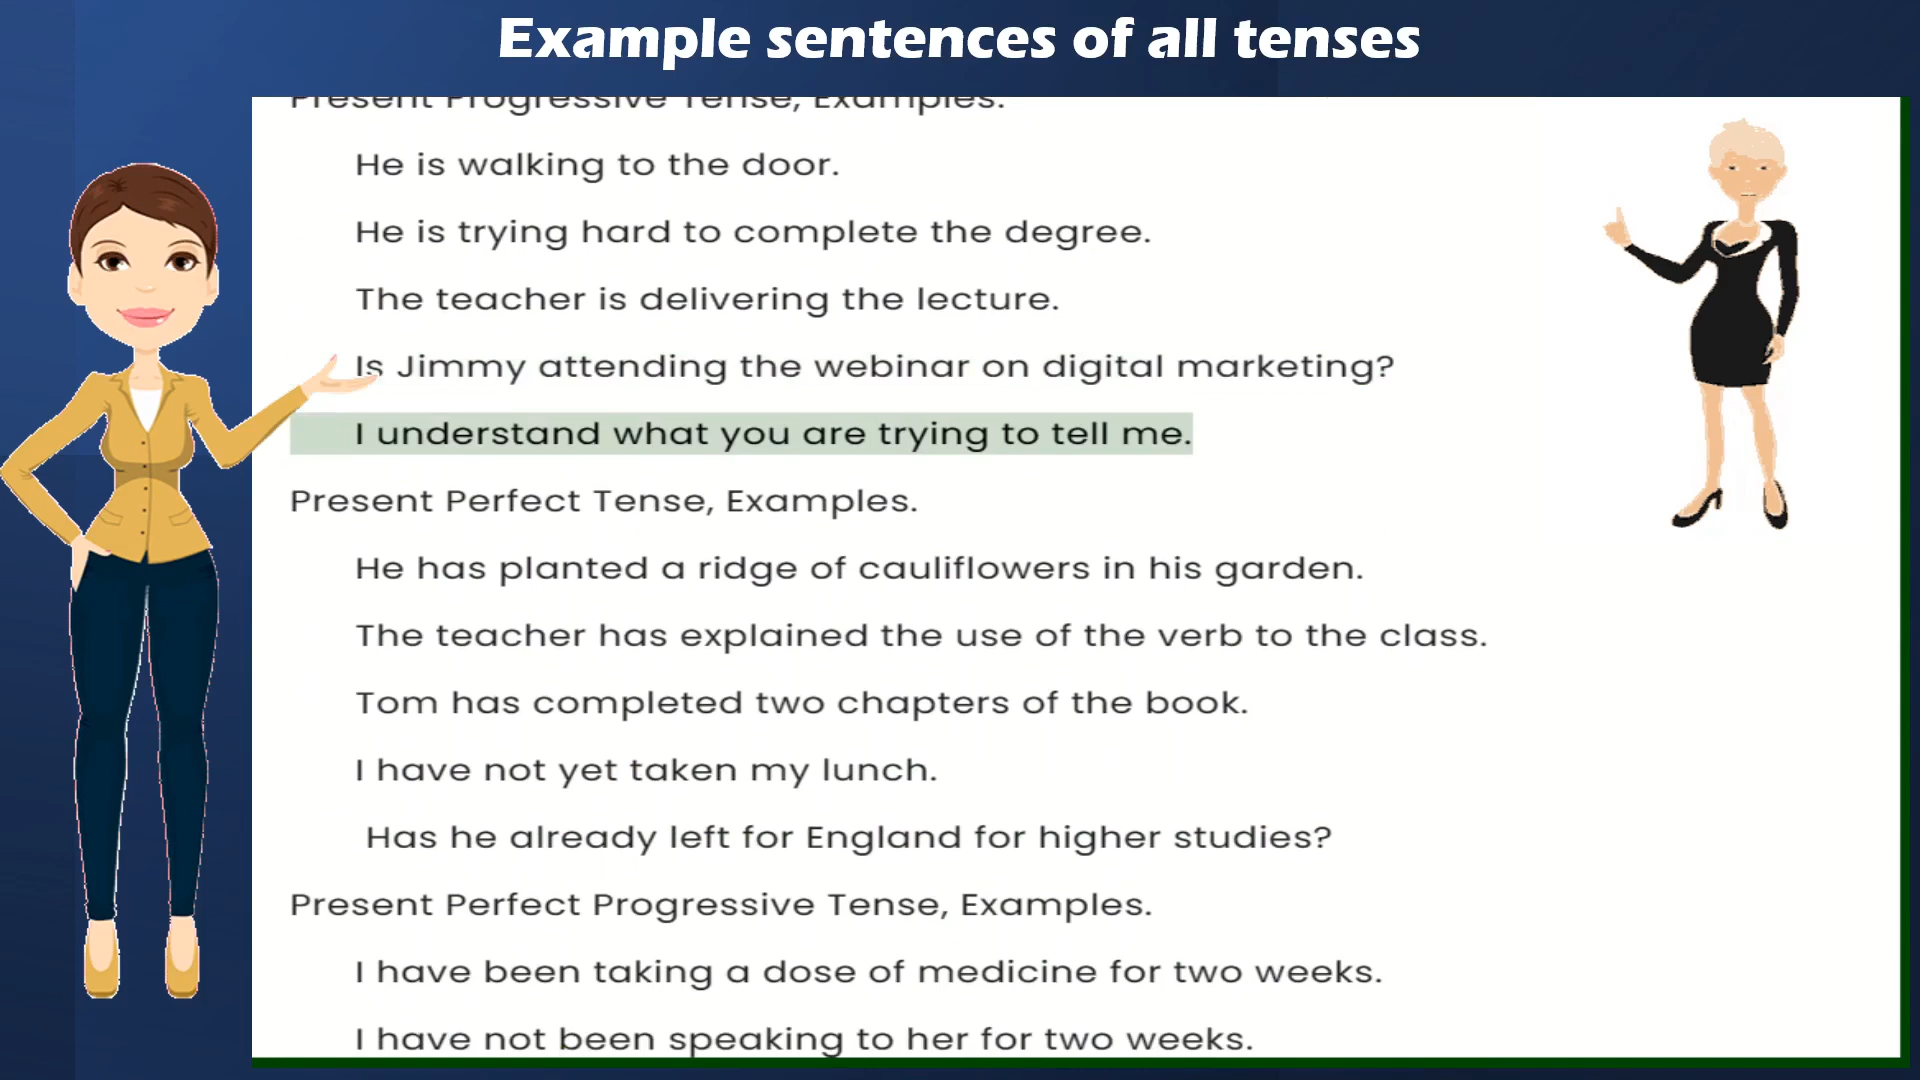 Example sentences of all tenses
Present Progressive Tense, Examples.
He is walking to the door.
He is trying hard to complete the degree.
The teacher is delivering the lecture.
Is Jimmy attending the webinar on digital marketing?
I understand what you are trying to tell me.
Present Perfect Tense, Examples.
He has planted a ridge of cauliflowers in his garden.
The teacher has explained the use of the verb to the class.
Tom has completed two chapters of the book.
I have not yet taken my lunch.
Has he already left for England for higher studies?
Present Perfect Progressive Tense, Examples.
I have been taking a dose of medicine for two weeks.
I have not been speaking to her for two weeks.